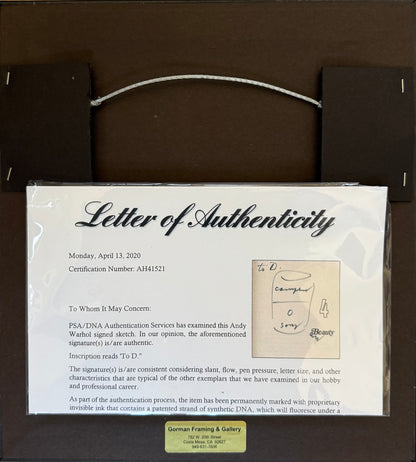 Letter of Authenticity
Monday, April 13, 2020
Certification Number: AH41521
To Whom It May Concern:
PSA/DNA Authentication Services has examined this Andy
Warhol signed sketch. In our opinion, the aforementioned
signature(s) is/are authentic.
Inscription reads "To D."
The signature(s) is/are consistent considering slant, flow, pen pressure, letter size, and other
characteristics that are typical of the other exemplars that we have examined in our hobby
and professional career.
As part of the authentication process, the item has been permanently marked with proprietary
invisible ink that contains a patented strand of synthetic DNA, which will fluoresce under a
to D.
O
4
Beauty
Gorman Framing & Gallery
Costa Mesa, CA 92627